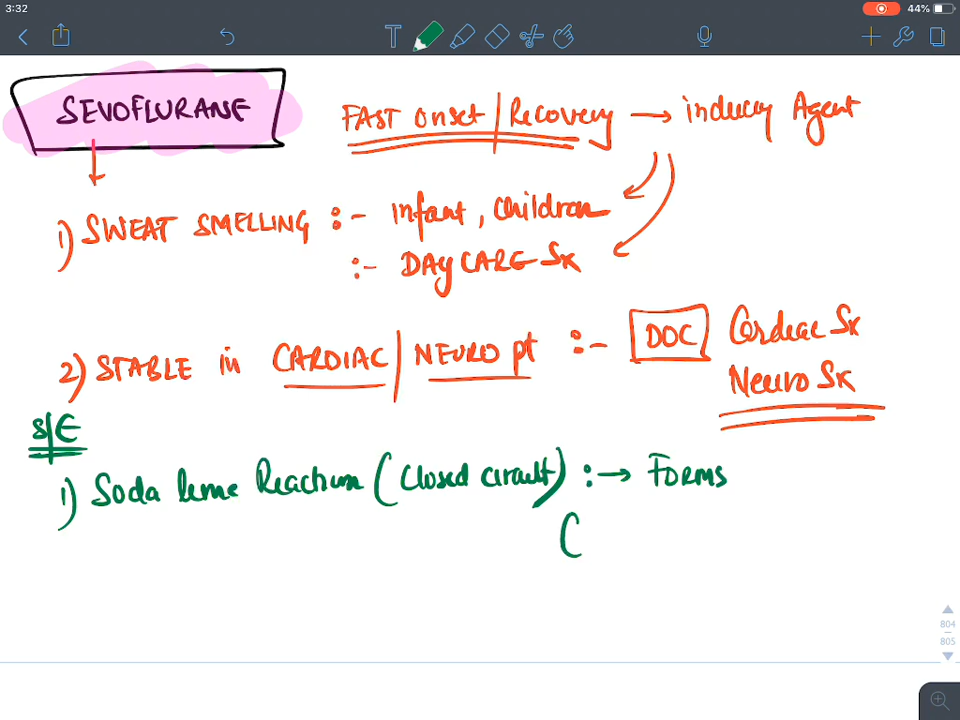 3:32
44%
T
SEVOFLURANE
FAST onset | Recovery → inducing Agent
1) SWEAT SMELLING :- infant, children
:- DAY CARE Sx
2) STABLE in CARDIAC | NEURO pt :- DOC Cardiac Sx
Neuro Sx
S/E
1) Soda lime Reaction (closed circuit) :→ FORMS
(
804
805